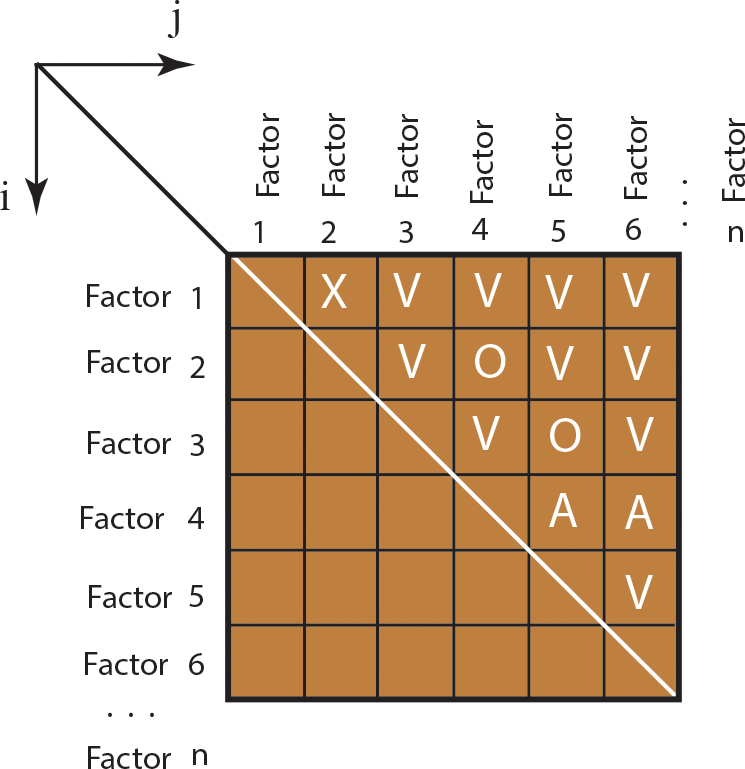 j
i
Factor Factor Factor Factor Factor Factor . . . Factor
1 2 3 4 5 6 n
Factor 1 X V V V V
Factor 2 V O V V
Factor 3 V O V
Factor 4 A A
Factor 5 V
Factor 6
. . .
Factor n